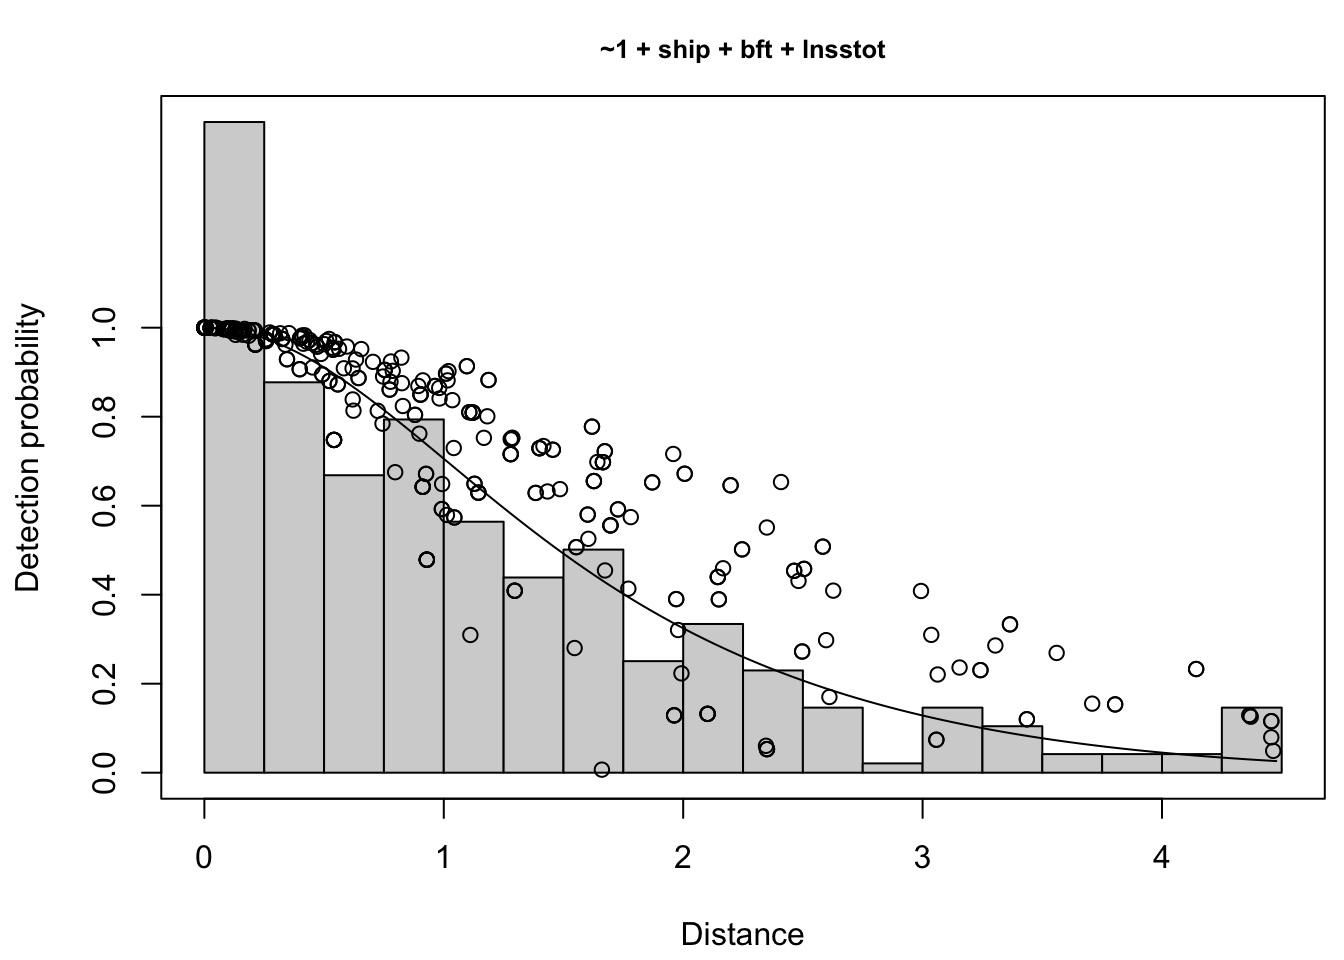 ~1 + ship + bft + lnsstot
Detection probability
1.0
0.8
0.6
0.4
0.2
0.0
0 1 2 3 4
Distance